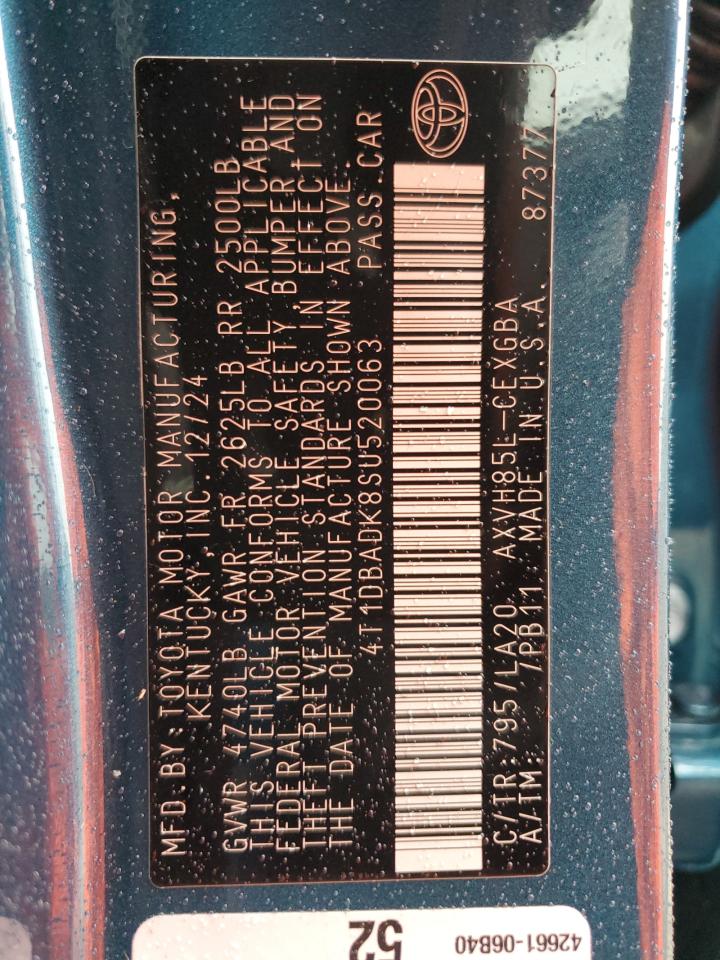 MFD.BY:TOYOTA MOTOR MANUFACTURING,
KENTUCKY,INC.12/24
GVWR 4740LB GAWR FR 2625LB RR 2500LB
THIS VEHICLE CONFORMS TO ALL APPLICABLE
FEDERAL MOTOR VEHICLE SAFETY BUMPER AND
THEFT PREVENTION STANDARDS IN EFFECT ON
THE DATE OF MANUFACTURE SHOWN ABOVE.
4T1DBADK8SU520063 PASS.CAR
C/TR:795/LA20 AXVH85L-CEXGBA
A/TM: /PB11 MADE IN U.S.A. 87377
52
42661-06B40